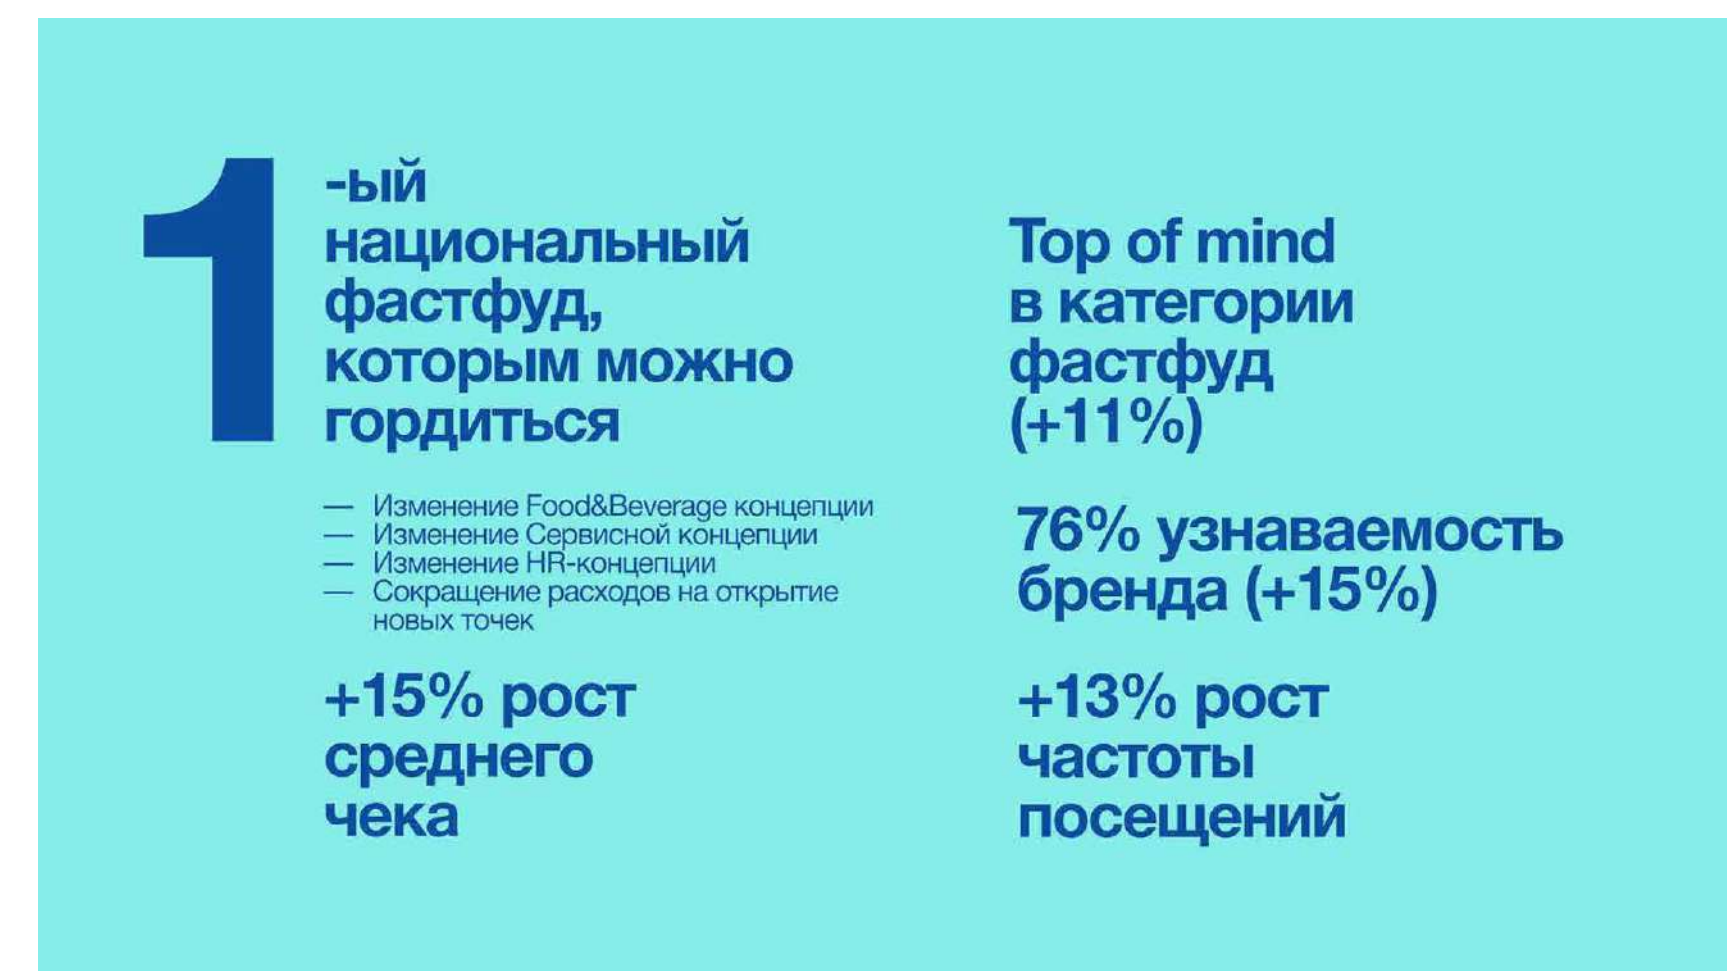 1
-ый
национальный
фастфуд,
которым можно
гордиться
— Изменение Food&Beverage концепции
— Изменение Сервисной концепции
— Изменение HR-концепции
— Сокращение расходов на открытие
новых точек
+15% рост
среднего
чека
Top of mind
в категории
фастфуд
(+11%)
76% узнаваемость
бренда (+15%)
+13% рост
частоты
посещений